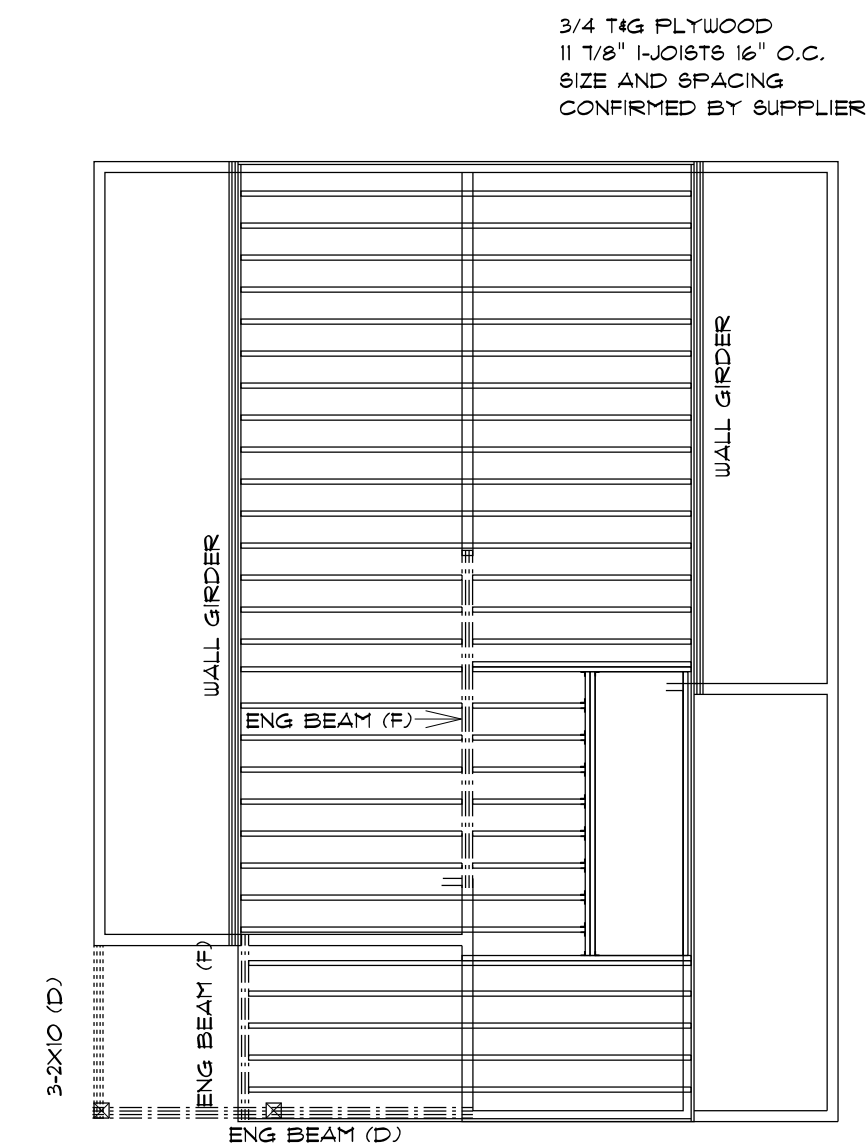 3/4 T&G PLYWOOD
11 7/8" I-JOISTS 16" O.C.
SIZE AND SPACING
CONFIRMED BY SUPPLIER
WALL GIRDER
WALL GIRDER
ENG BEAM (F)
ENG BEAM (F)
3-2X10 (D)
ENG BEAM (D)